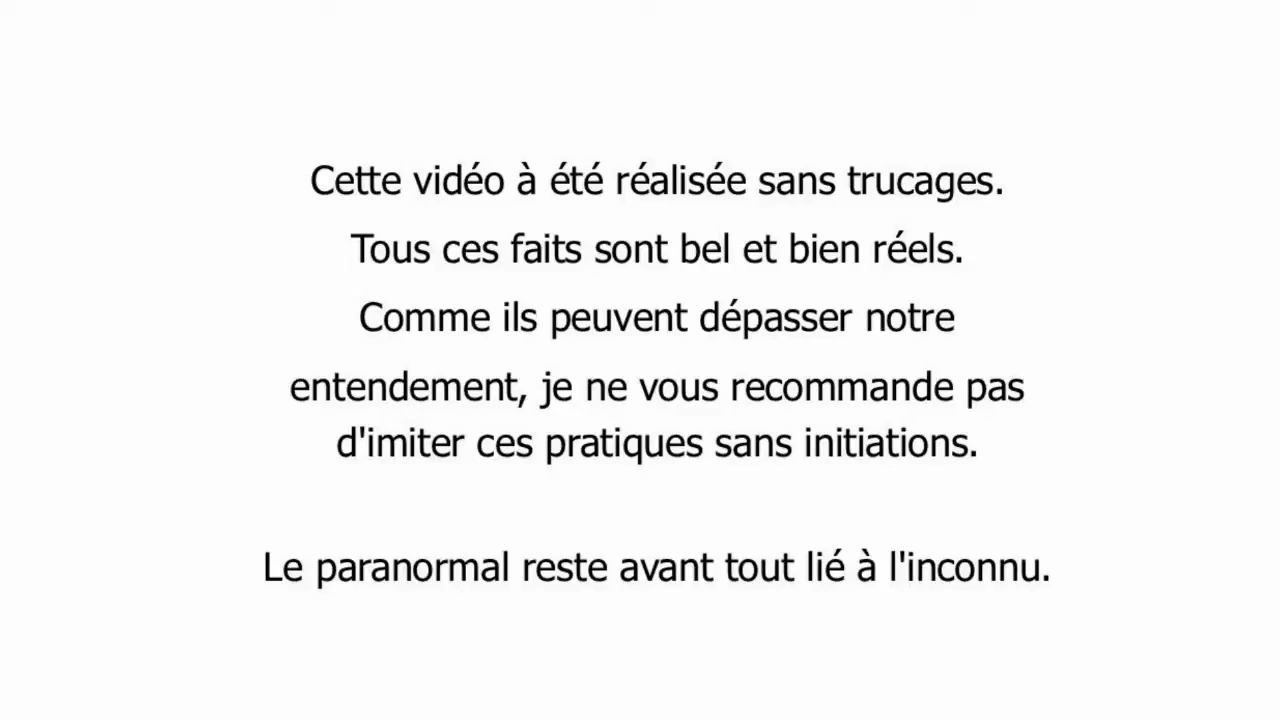 Cette vidéo à été réalisée sans trucages.
Tous ces faits sont bel et bien réels.
Comme ils peuvent dépasser notre
entendement, je ne vous recommande pas
d'imiter ces pratiques sans initiations.
Le paranormal reste avant tout lié à l'inconnu.